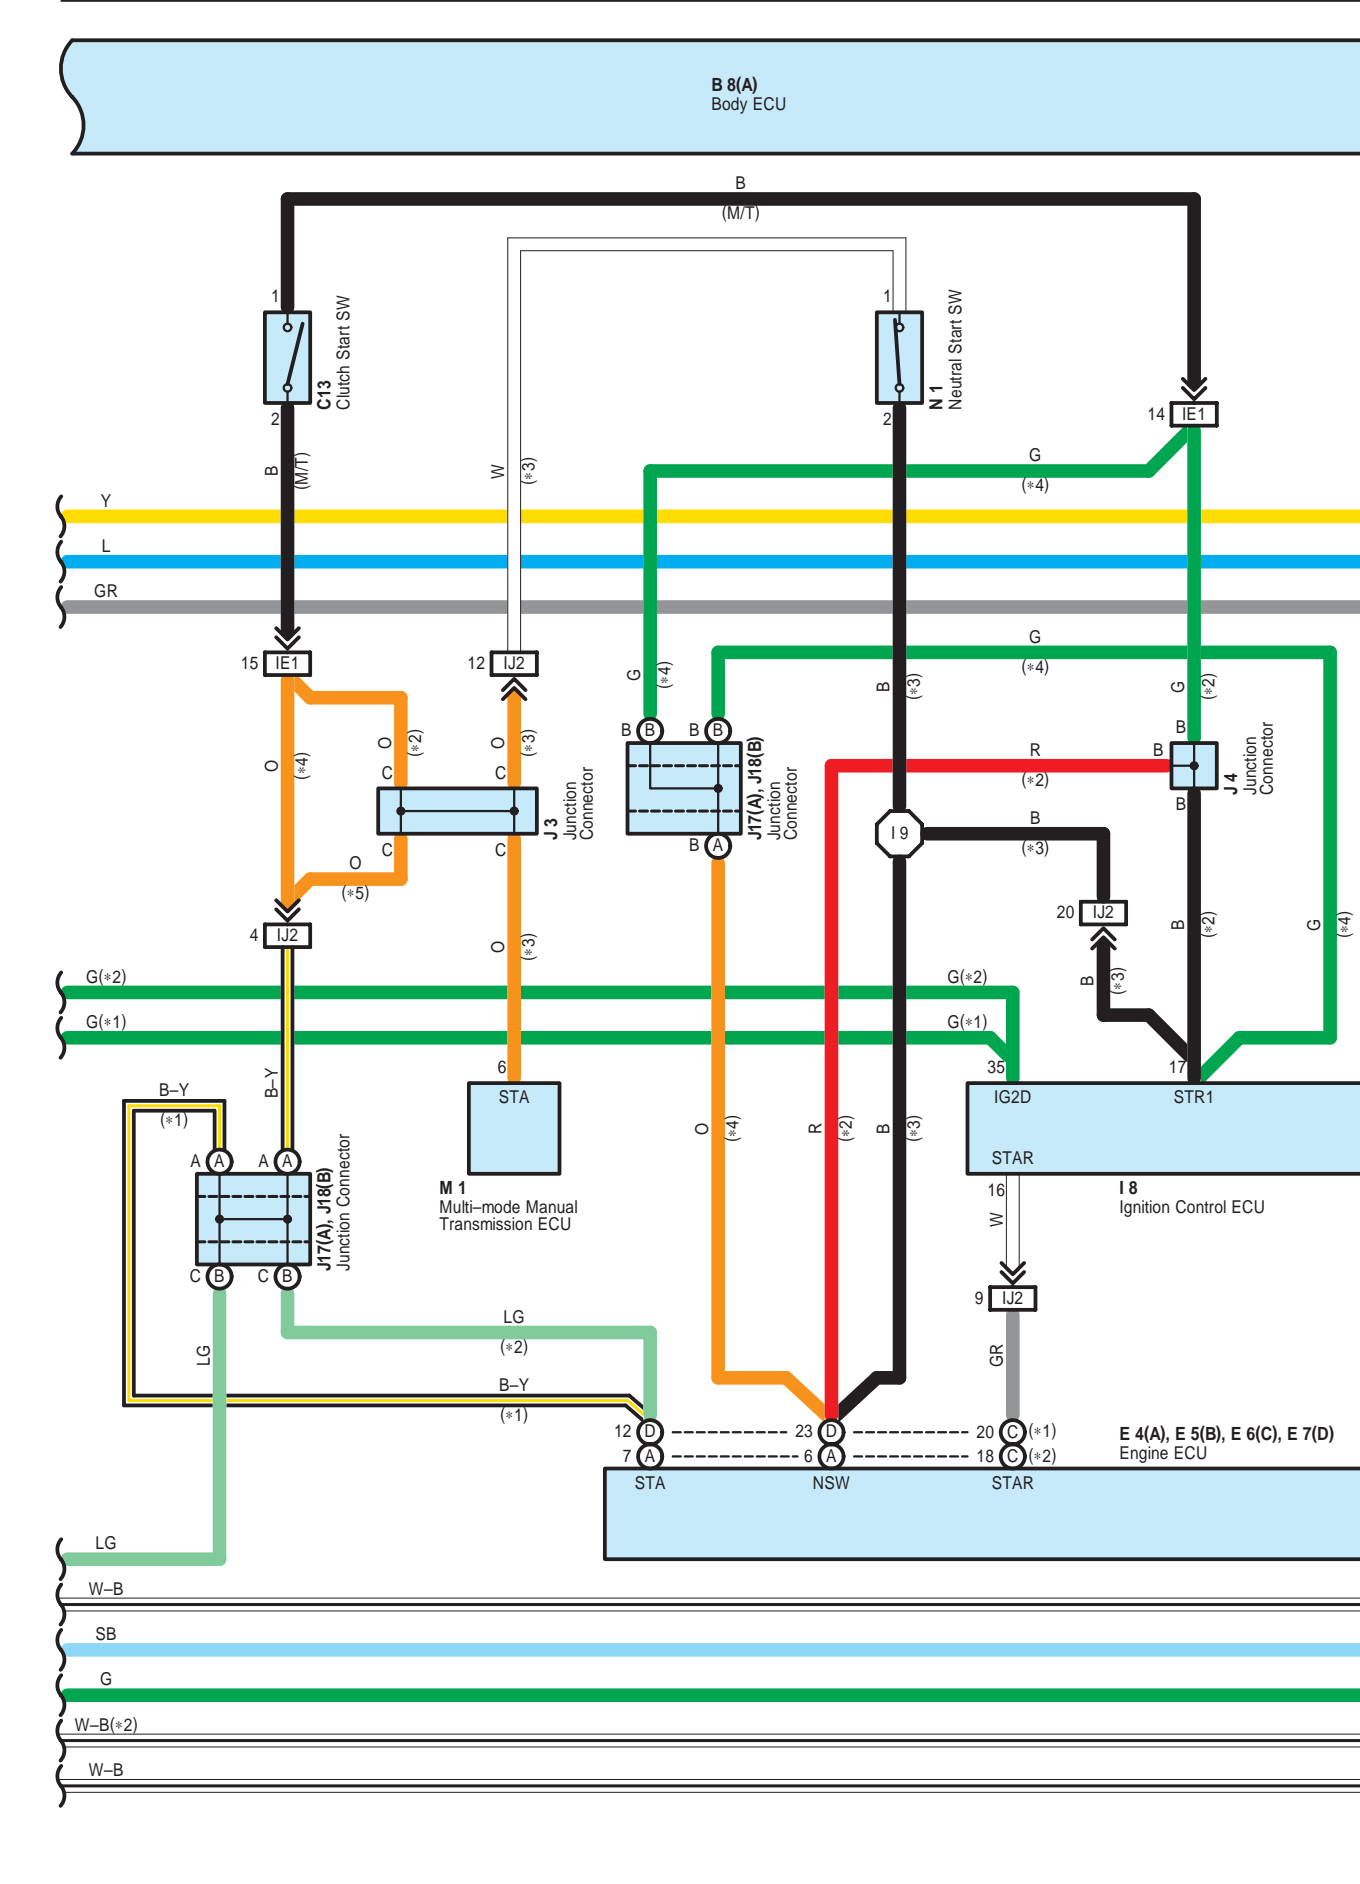 B 8(A)
Body ECU
B
(M/T)
1
C13
Clutch Start SW
2
1
N 1
Neutral Start SW
2
14 IE1
B
(M/T)
W
(*3)
G
(*4)
Y
L
GR
15 IE1
12 IJ2
G
(*4)
G
(*4)
B
(*3)
G
(*2)
O
(*4)
O
(*2)
O
(*3)
C
C
J 3
Junction
Connector
C
C
O
(*5)
B B
B B
J17(A), J18(B)
Junction
Connector
B A
R
(*2)
B
B
B
J 4
Junction
Connector
I 9
B
(*3)
20 IJ2
4 IJ2
O
(*3)
B
(*3)
B
(*2)
G
(*4)
G(*2)
G(*2)
G(*1)
G(*1)
B–Y
(*1)
B–Y
6
STA
M 1
Multi–mode Manual
Transmission ECU
35
IG2D
17
STR1
STAR
16
I 8
Ignition Control ECU
O
(*4)
R
(*2)
B
(*3)
A A
A A
J17(A), J18(B)
Junction Connector
C B
C B
W
9 IJ2
GR
LG
LG
(*2)
B–Y
(*1)
12 D
23 D
20 C (*1)
7 A
6 A
18 C (*2)
E 4(A), E 5(B), E 6(C), E 7(D)
Engine ECU
STA
NSW
STAR
LG
W–B
SB
G
W–B(*2)
W–B